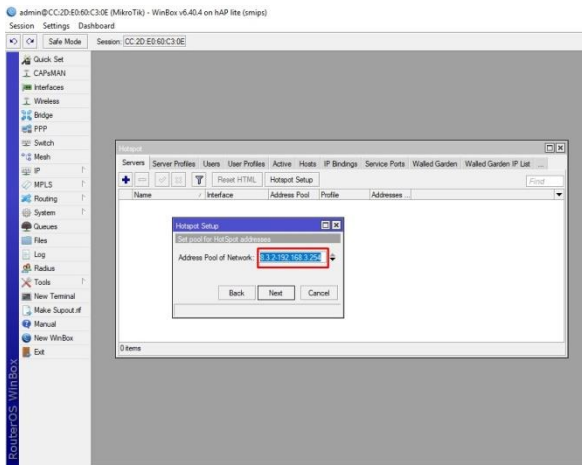 admin@CC:2D:E0:60:C3:0E (MikroTik) - WinBox v6.40.4 on hAP lite (smips)
Session Settings Dashboard
Safe Mode Session: CC:2D:E0:60:C3:0E
Quick Set
CAPsMAN
Interfaces
Wireless
Bridge
PPP
Switch
Mesh
IP
MPLS
Routing
System
Queues
Files
Log
Radius
Tools
New Terminal
Make Supout.rif
Manual
New WinBox
Exit
RouterOS WinBox
Hotspot
Servers Server Profiles Users User Profiles Active Hosts IP Bindings Service Ports Walled Garden Walled Garden IP List ...
Reset HTML Hotspot Setup Find
Name Interface Address Pool Profile Addresses ...
Hotspot Setup
Set pool for HotSpot addresses
Address Pool of Network: 8.3.2-192.168.3.254
Back Next Cancel
0 items